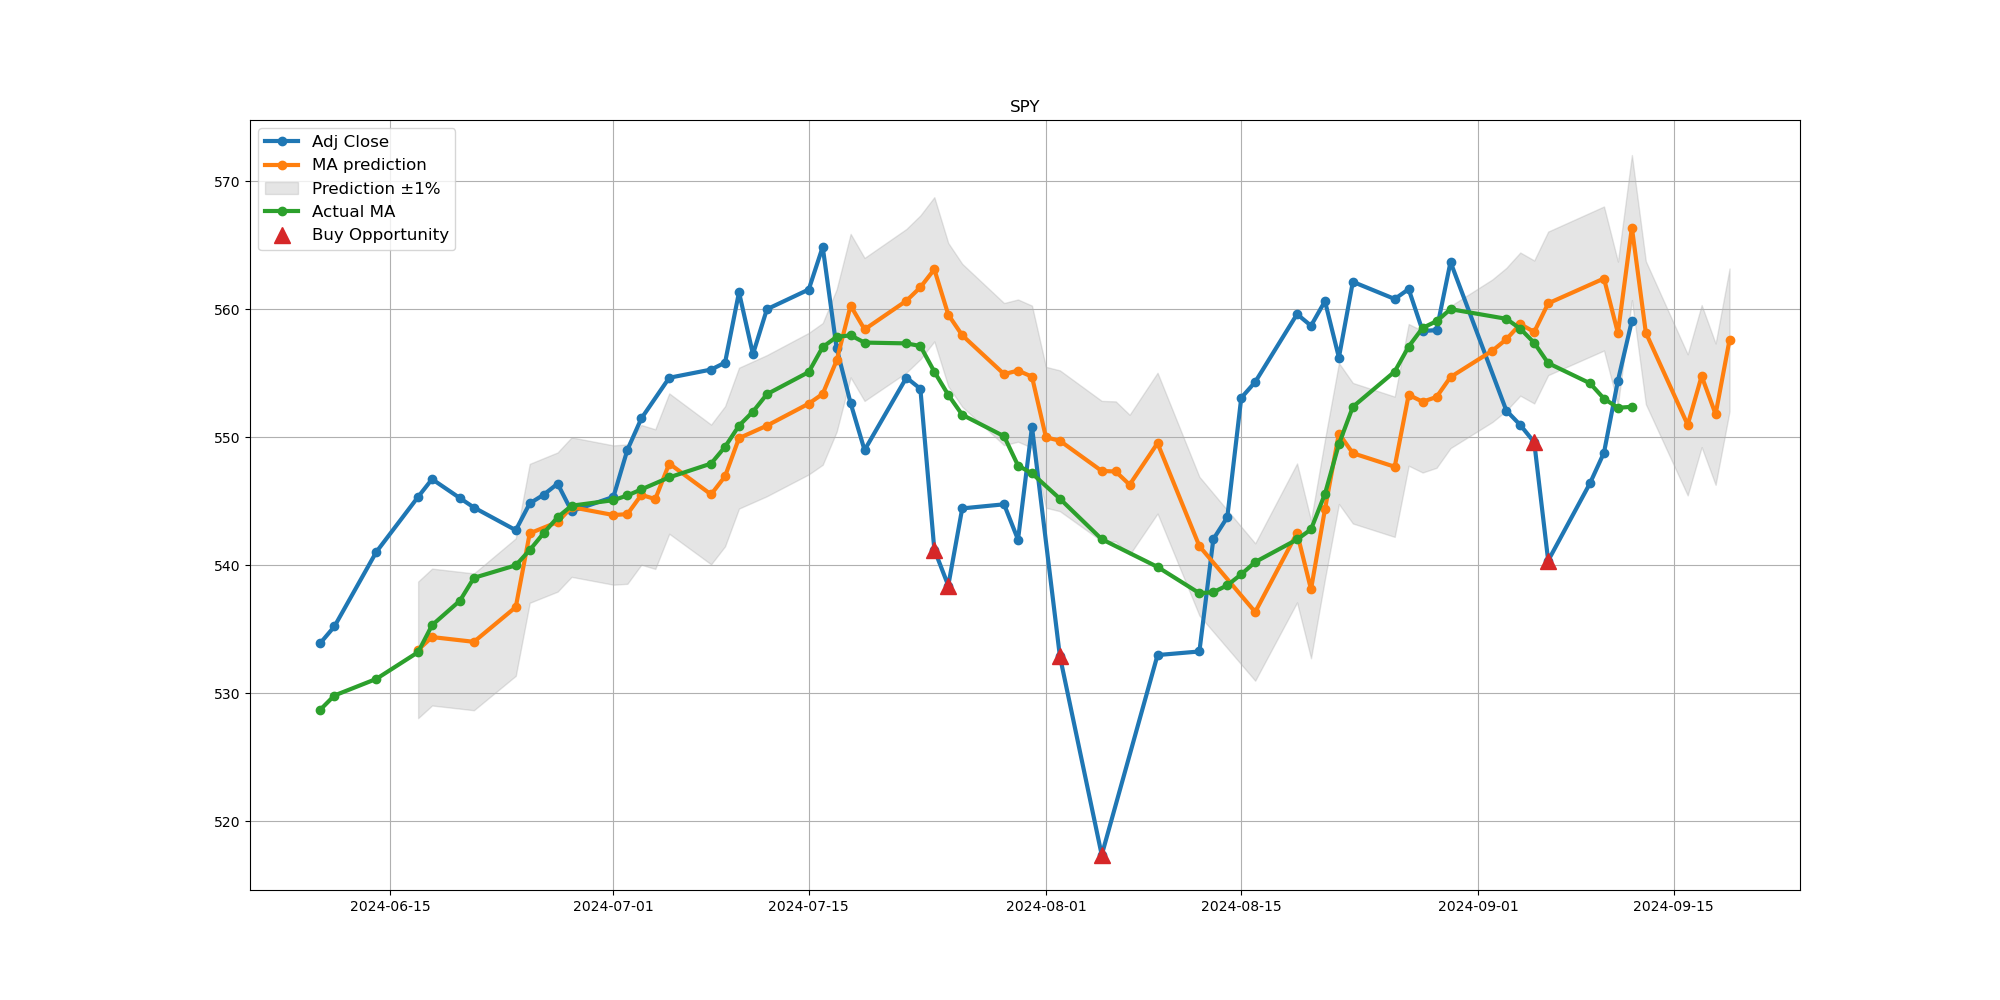 SPY
Adj Close
MA prediction
Prediction ±1%
Actual MA
Buy Opportunity
570
560
550
540
530
520
2024-06-15 2024-07-01 2024-07-15 2024-08-01 2024-08-15 2024-09-01 2024-09-15